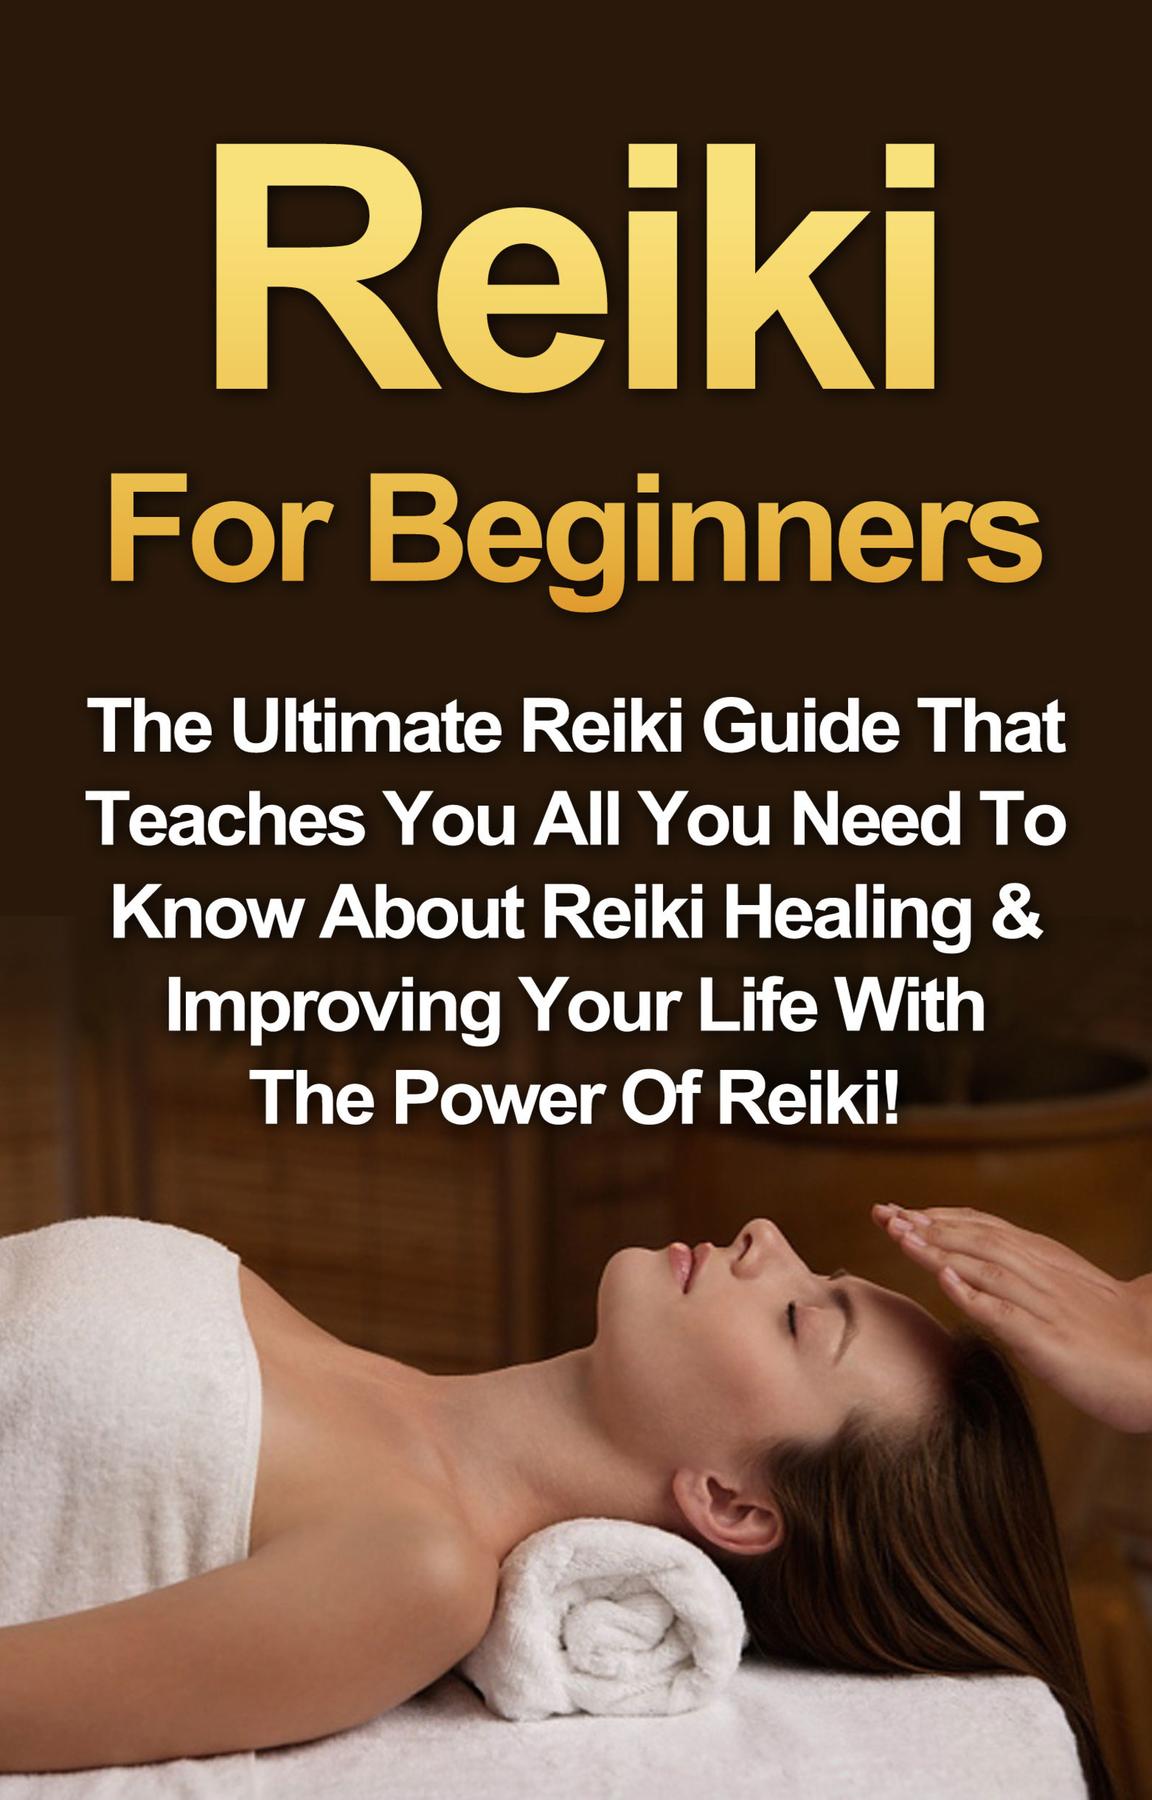 Reiki
For Beginners
The Ultimate Reiki Guide That
Teaches You All You Need To
Know About Reiki Healing &
Improving Your Life With
The Power Of Reiki!